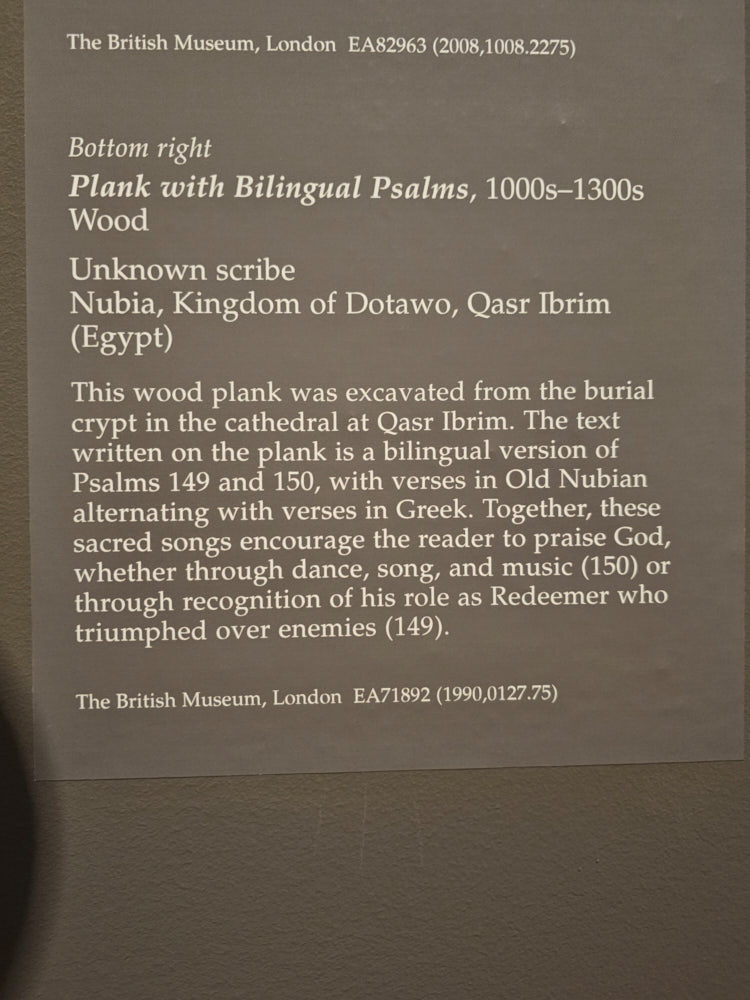 The British Museum, London EA82963 (2008,1008.2275)
Bottom right
Plank with Bilingual Psalms, 1000s–1300s
Wood
Unknown scribe
Nubia, Kingdom of Dotawo, Qasr Ibrim
(Egypt)
This wood plank was excavated from the burial
crypt in the cathedral at Qasr Ibrim. The text
written on the plank is a bilingual version of
Psalms 149 and 150, with verses in Old Nubian
alternating with verses in Greek. Together, these
sacred songs encourage the reader to praise God,
whether through dance, song, and music (150) or
through recognition of his role as Redeemer who
triumphed over enemies (149).
The British Museum, London EA71892 (1990,0127.75)